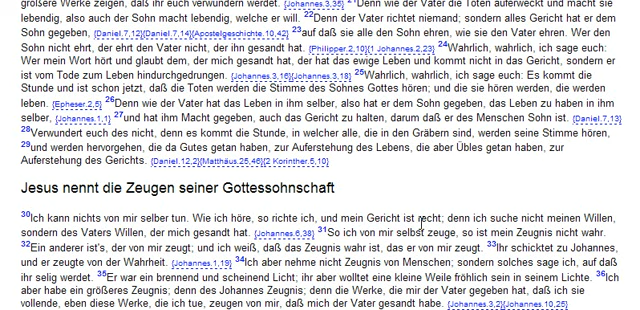 größere Werke zeigen, daß ihr euch verwundern werdet. {Johannes.3,35} 21Denn wie der Vater die Toten auferweckt und macht sie
lebendig, also auch der Sohn macht lebendig, welche er will. 22Denn der Vater richtet niemand; sondern alles Gericht hat er dem
Sohn gegeben, {Daniel.7,12}{Daniel.7,14}{Apostelgeschichte.10,42} 23auf daß sie alle den Sohn ehren, wie sie den Vater ehren. Wer den
Sohn nicht ehrt, der ehrt den Vater nicht, der ihn gesandt hat. {Philipper.2,10}{1 Johannes.2,23} 24Wahrlich, wahrlich, ich sage euch:
Wer mein Wort hört und glaubt dem, der mich gesandt hat, der hat das ewige Leben und kommt nicht in das Gericht, sondern er
ist vom Tode zum Leben hindurchgedrungen. {Johannes.3,16}{Johannes.3,18} 25Wahrlich, wahrlich, ich sage euch: Es kommt die
Stunde und ist schon jetzt, daß die Toten werden die Stimme des Sohnes Gottes hören; und die sie hören werden, die werden
leben. {Epheser.2,5} 26Denn wie der Vater hat das Leben in ihm selber, also hat er dem Sohn gegeben, das Leben zu haben in ihm
selber, {Johannes.1,1} 27und hat ihm Macht gegeben, auch das Gericht zu halten, darum daß er des Menschen Sohn ist. {Daniel.7,13}
28Verwundert euch des nicht, denn es kommt die Stunde, in welcher alle, die in den Gräbern sind, werden seine Stimme hören,
29und werden hervorgehen, die da Gutes getan haben, zur Auferstehung des Lebens, die aber Übles getan haben, zur
Auferstehung des Gerichts. {Daniel.12,2}{Matthäus.25,46}{2 Korinther.5,10}
Jesus nennt die Zeugen seiner Gottessohnschaft
30Ich kann nichts von mir selber tun. Wie ich höre, so richte ich, und mein Gericht ist recht; denn ich suche nicht meinen Willen,
sondern des Vaters Willen, der mich gesandt hat. {Johannes.6,38} 31So ich von mir selbst zeuge, so ist mein Zeugnis nicht wahr.
32Ein anderer ist's, der von mir zeugt; und ich weiß, daß das Zeugnis wahr ist, das er von mir zeugt. 33Ihr schicktet zu Johannes,
und er zeugte von der Wahrheit. {Johannes.1,19} 34Ich aber nehme nicht Zeugnis von Menschen; sondern solches sage ich, auf daß
ihr selig werdet. 35Er war ein brennend und scheinend Licht; ihr aber wolltet eine kleine Weile fröhlich sein in seinem Lichte. 36Ich
aber habe ein größeres Zeugnis; denn des Johannes Zeugnis; denn die Werke, die mir der Vater gegeben hat, daß ich sie
vollende, eben diese Werke, die ich tue, zeugen von mir, daß mich der Vater gesandt habe. {Johannes.3,2}{Johannes.10,25}